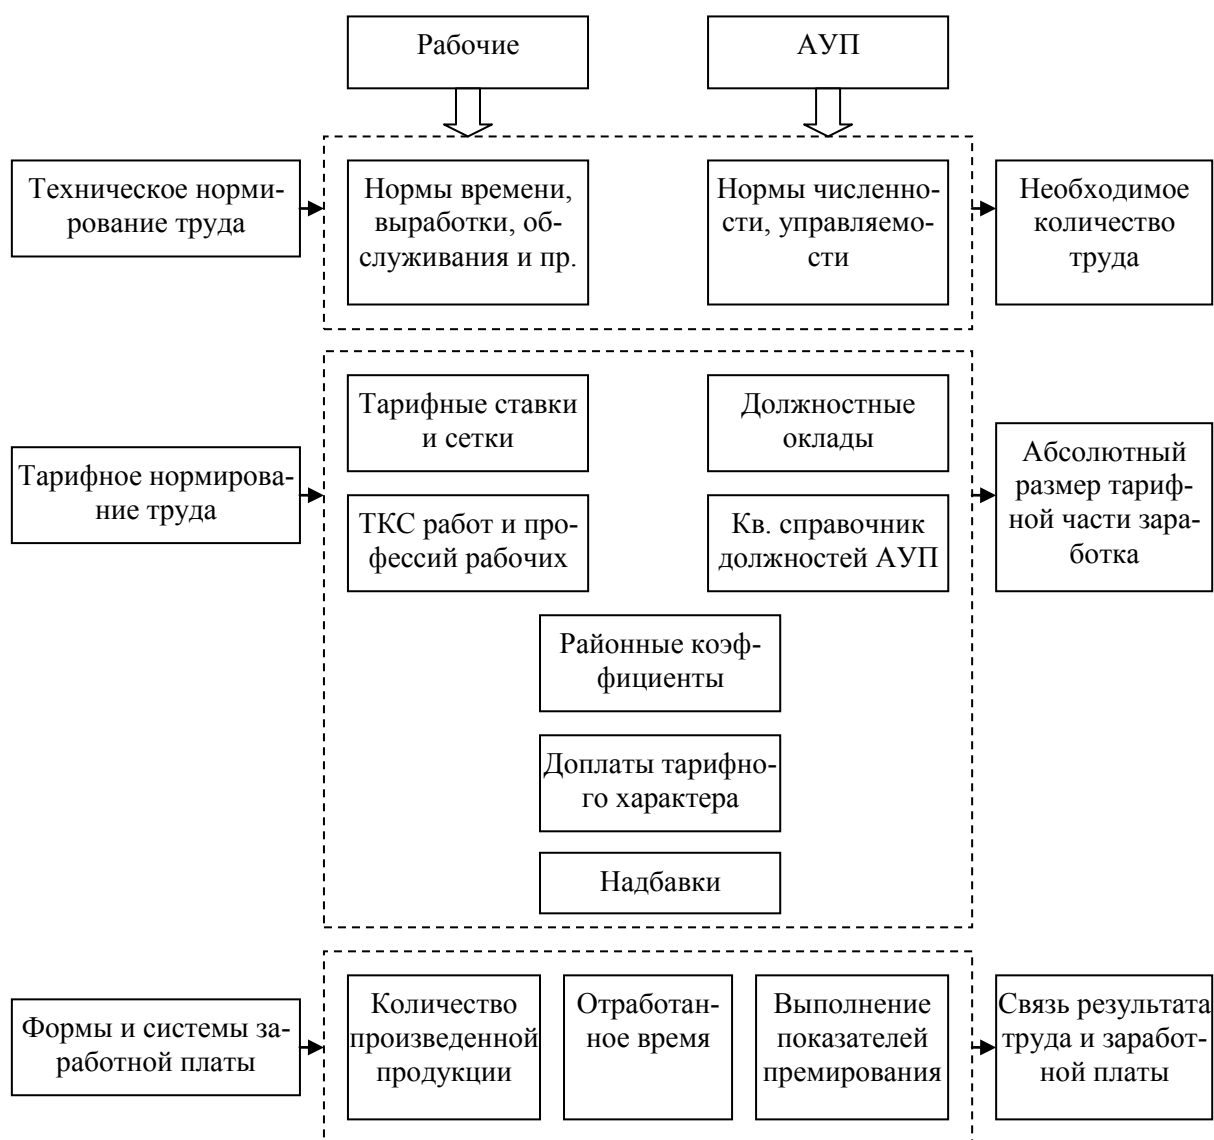 Рабочие
АУП
Техническое норми-
рование труда
Нормы времени,
выработки, об-
служивания и пр.
Нормы численно-
сти, управляемо-
сти
Необходимое
количество
труда
Тарифное нормирова-
ние труда
Тарифные ставки
и сетки
Должностные
оклады
ТКС работ и про-
фессий рабочих
Кв. справочник
должностей АУП
Районные коэф-
фициенты
Доплаты тарифно-
го характера
Надбавки
Абсолютный
размер тариф-
ной части зара-
ботка
Формы и системы за-
работной платы
Количество
произведенной
продукции
Отработан-
ное время
Выполнение
показателей
премирования
Связь результата
труда и заработ-
ной платы